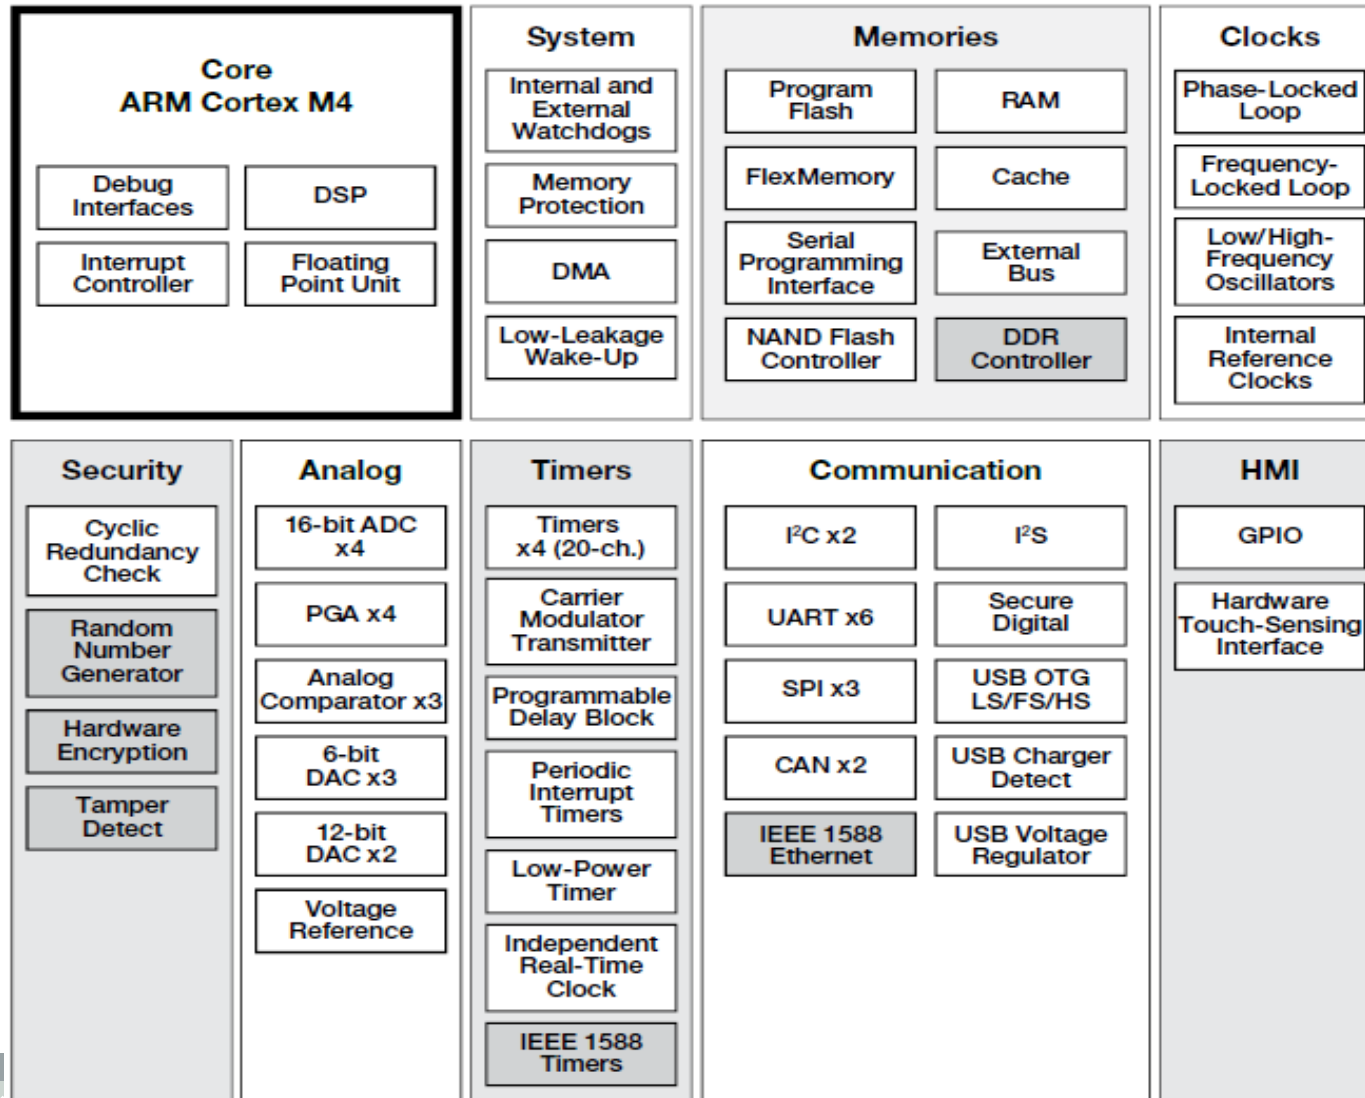 Core
ARM Cortex M4
Debug
Interfaces
DSP
Interrupt
Controller
Floating
Point Unit
System
Internal and
External
Watchdogs
Memory
Protection
DMA
Low-Leakage
Wake-Up
Memories
Program
Flash
RAM
FlexMemory
Cache
Serial
Programming
Interface
External
Bus
NAND Flash
Controller
DDR
Controller
Clocks
Phase-Locked
Loop
Frequency-
Locked Loop
Low/High-
Frequency
Oscillators
Internal
Reference
Clocks
Security
Cyclic
Redundancy
Check
Random
Number
Generator
Hardware
Encryption
Tamper
Detect
Analog
16-bit ADC
x4
PGA x4
Analog
Comparator x3
6-bit
DAC x3
12-bit
DAC x2
Voltage
Reference
Timers
Timers
x4 (20-ch.)
Carrier
Modulator
Transmitter
Programmable
Delay Block
Periodic
Interrupt
Timers
Low-Power
Timer
Independent
Real-Time
Clock
IEEE 1588
Timers
Communication
I²C x2
I²S
UART x6
Secure
Digital
SPI x3
USB OTG
LS/FS/HS
CAN x2
USB Charger
Detect
IEEE 1588
Ethernet
USB Voltage
Regulator
HMI
GPIO
Hardware
Touch-Sensing
Interface